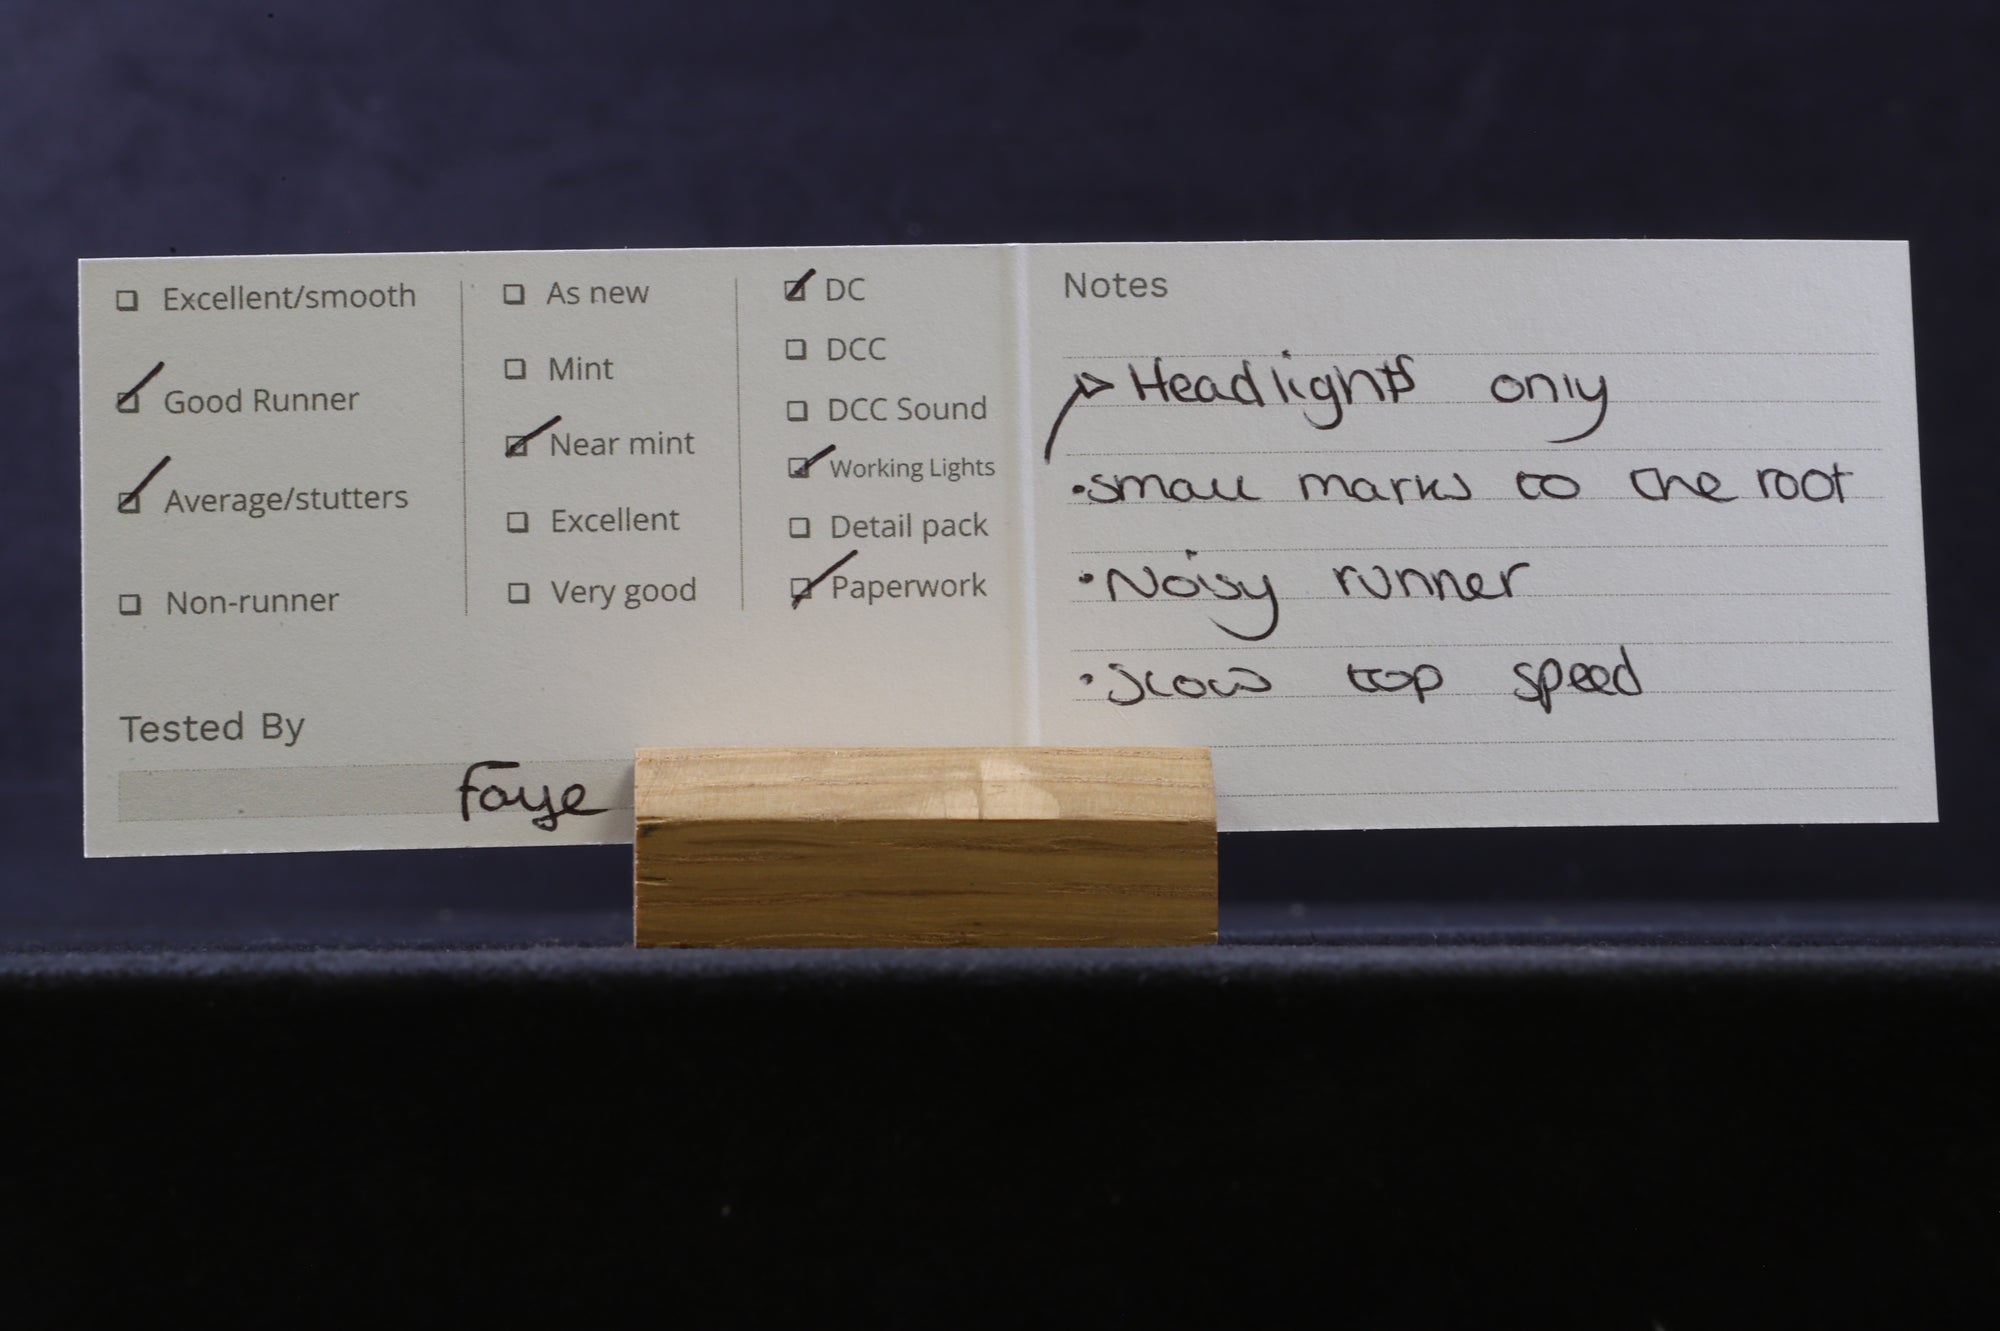 Excellent/smooth
Good Runner
Average/stutters
Non-runner
As new
Mint
Near mint
Excellent
Very good
DC
DCC
DCC Sound
Working Lights
Detail pack
Paperwork
Tested By
Faye
Notes
Headlights only
• small marks to the roof
• Noisy runner
• slow top speed